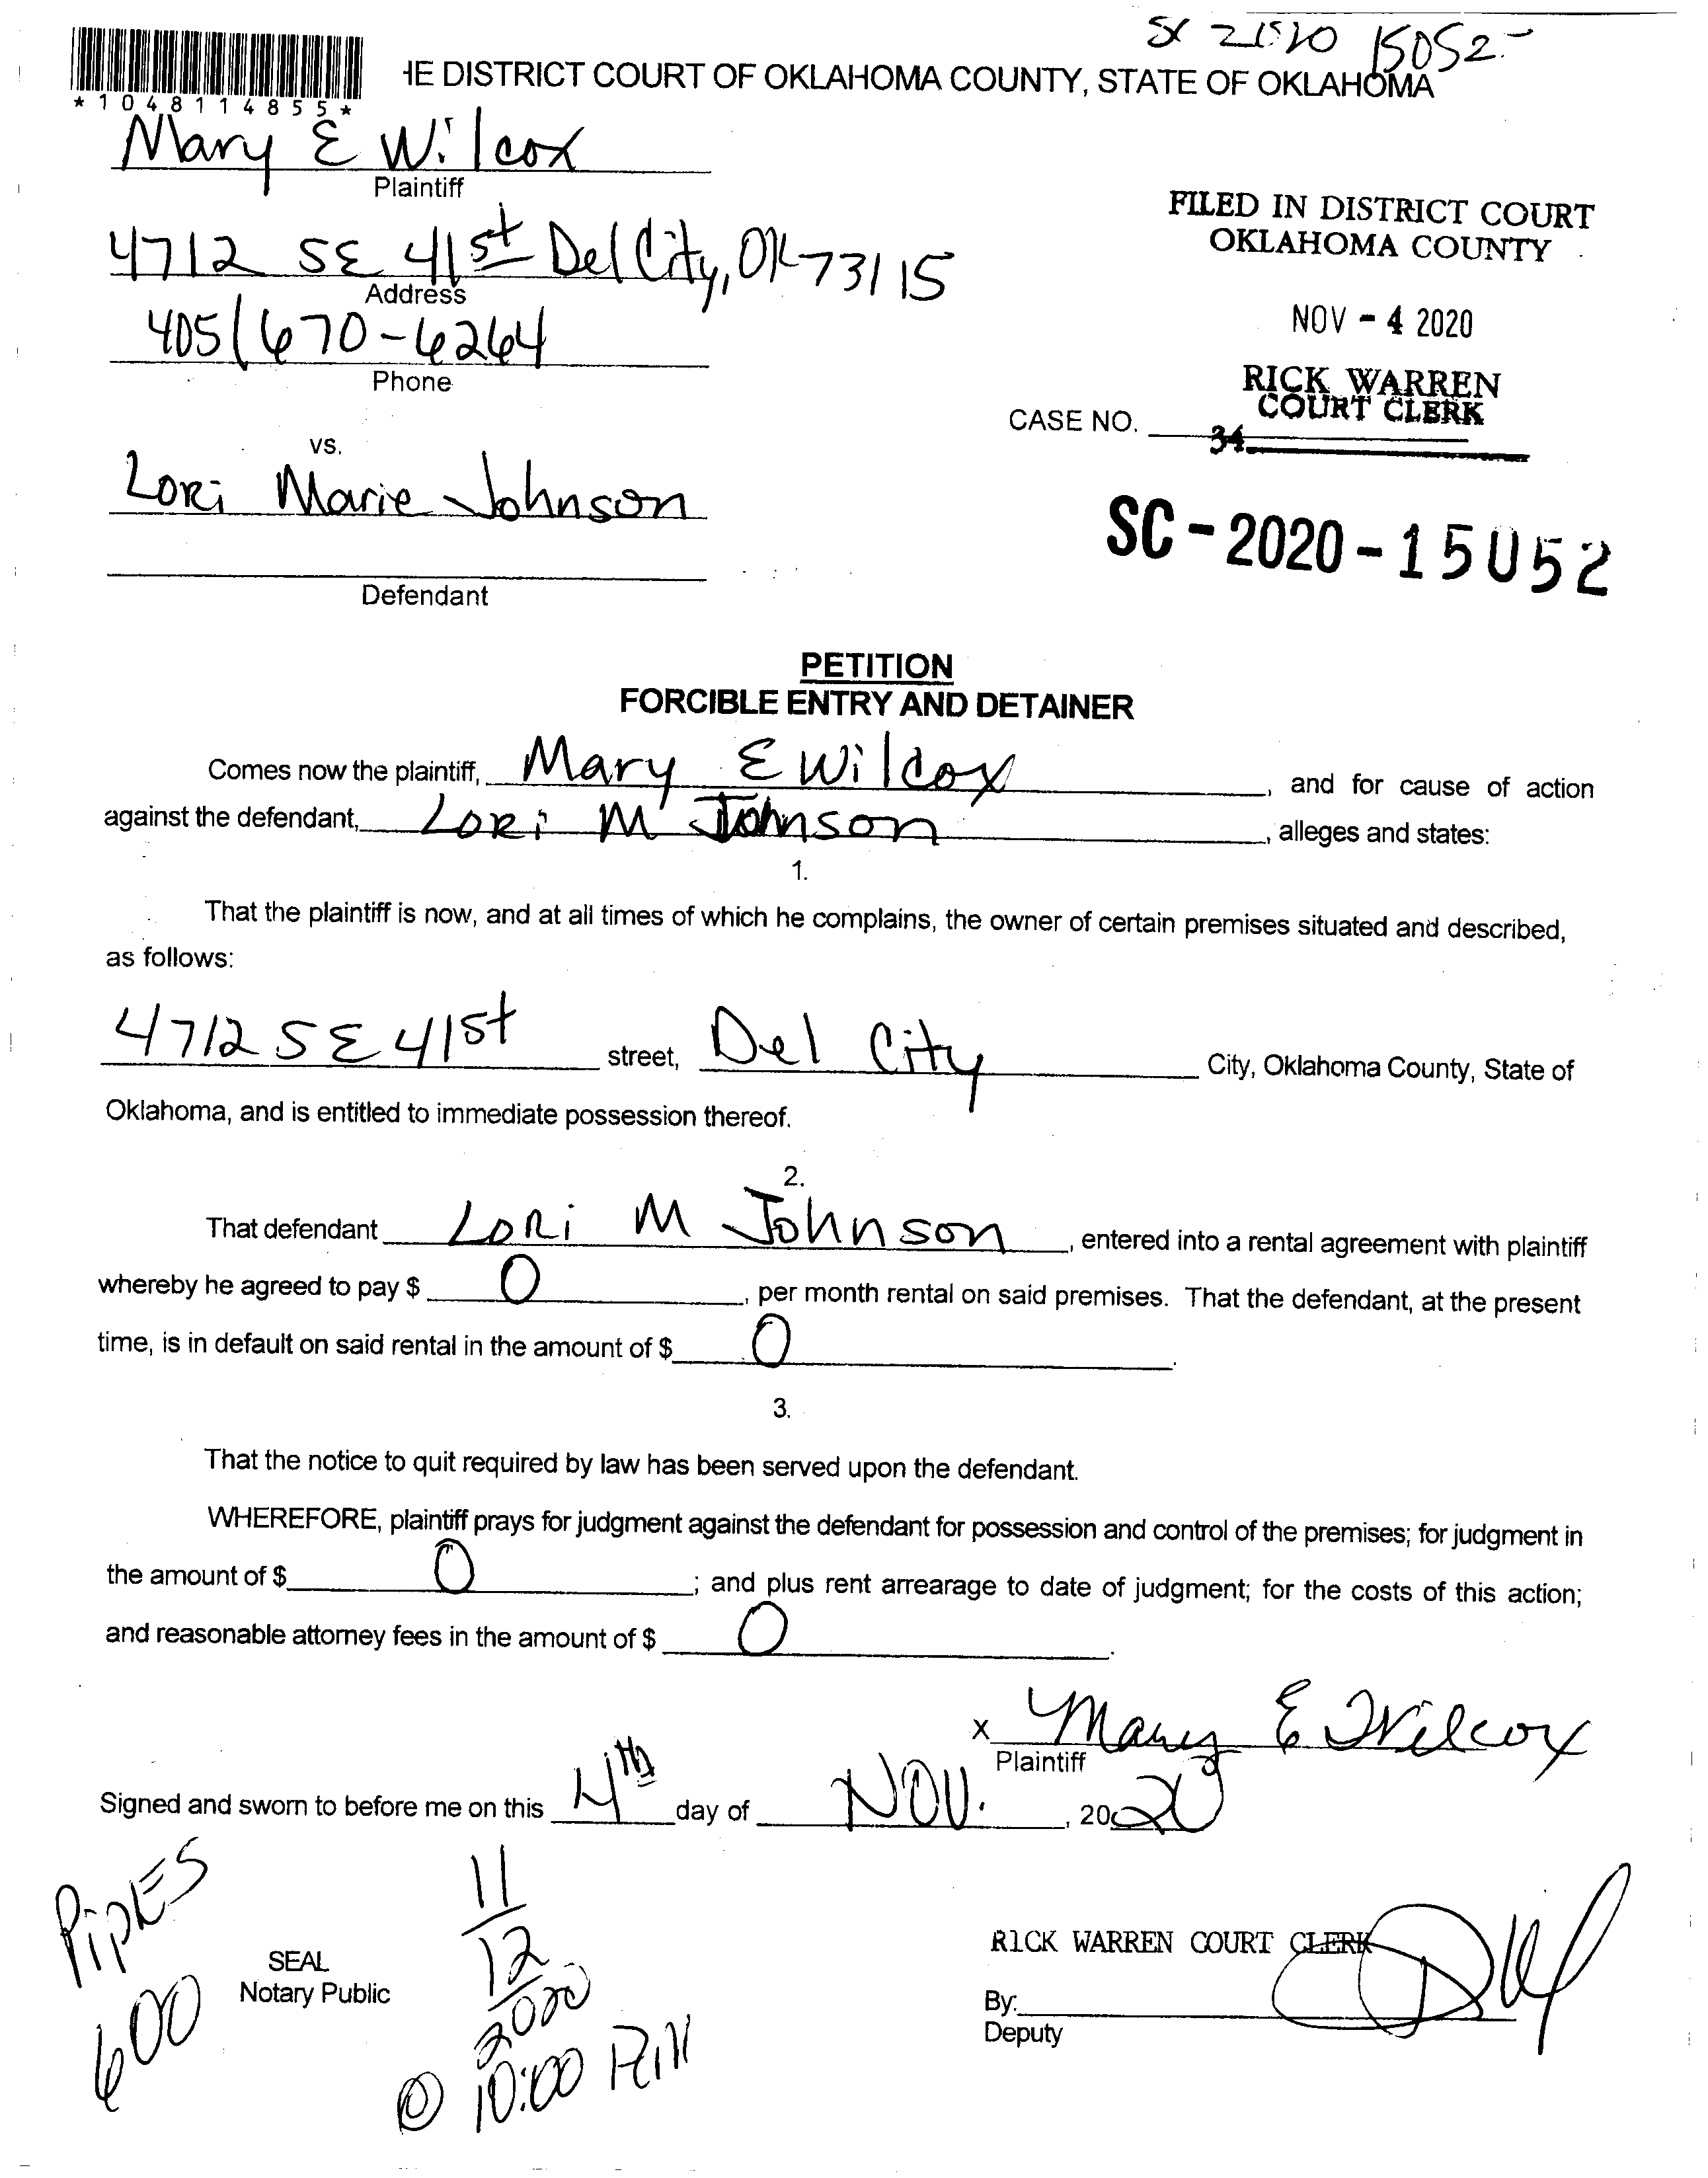 SC 2020 15052-
*1048114855*
HE DISTRICT COURT OF OKLAHOMA COUNTY, STATE OF OKLAHOMA
Mary E Wilcox
Plaintiff
4712 SE 41st Del City, OK 73115
Address
405/670-6264
Phone
FILED IN DISTRICT COURT
OKLAHOMA COUNTY
NOV - 4 2020
RICK WARREN
COURT CLERK
CASE NO.
34
vs.
Lori Marie Johnson
Defendant
SC-2020-15052
PETITION
FORCIBLE ENTRY AND DETAINER
Comes now the plaintiff, Mary E Wilcox, and for cause of action
against the defendant, Lori M Johnson, alleges and states:
1.
That the plaintiff is now, and at all times of which he complains, the owner of certain premises situated and described,
as follows:
4712 SE 41st street, Del City City, Oklahoma County, State of
Oklahoma, and is entitled to immediate possession thereof.
2.
That defendant Lori M Johnson, entered into a rental agreement with plaintiff
whereby he agreed to pay $ 0, per month rental on said premises. That the defendant, at the present
time, is in default on said rental in the amount of $ 0.
3.
That the notice to quit required by law has been served upon the defendant.
WHEREFORE, plaintiff prays for judgment against the defendant for possession and control of the premises; for judgment in
the amount of $ 0; and plus rent arrearage to date of judgment; for the costs of this action;
and reasonable attorney fees in the amount of $ 0.
x Mary E Wilcox
Plaintiff
Signed and sworn to before me on this 4th day of Nov., 2020
PipkES
600
SEAL
Notary Public
11
12
2020
@ 10:00
RICK WARREN COURT CLERK
By:
Deputy